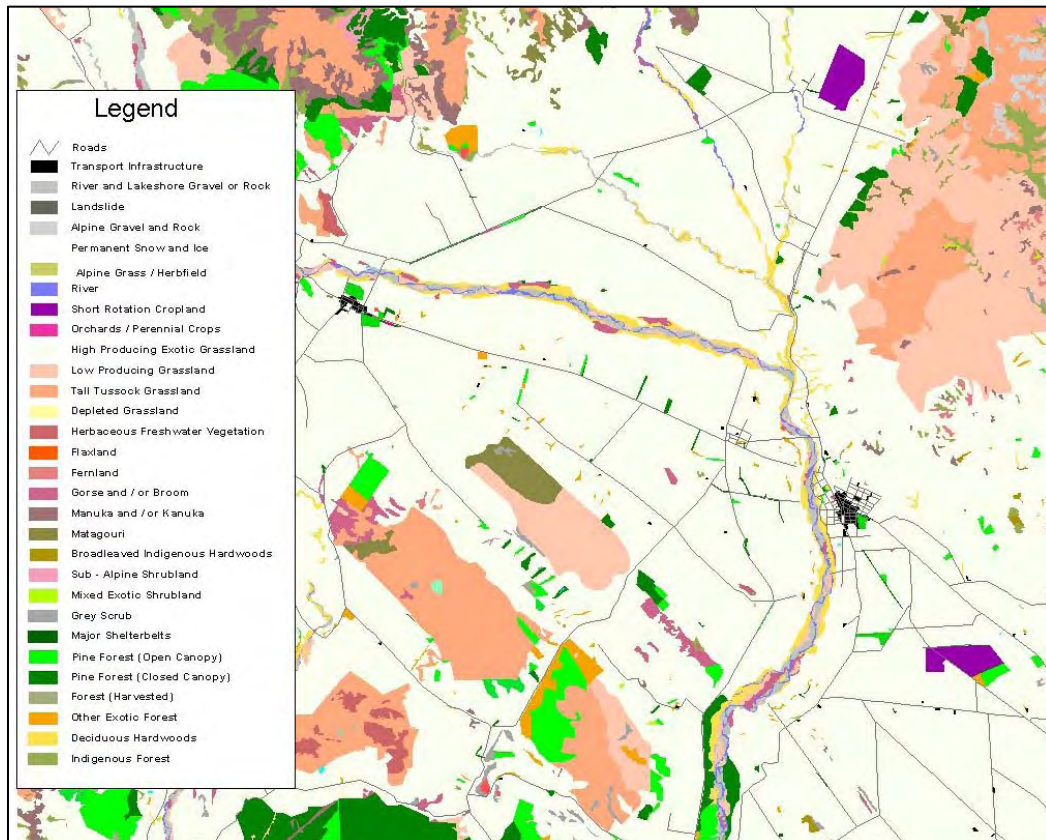 Legend
Roads
Transport Infrastructure
River and Lakeshore Gravel or Rock
Landslide
Alpine Gravel and Rock
Permanent Snow and Ice
Alpine Grass / Herbfield
River
Short Rotation Cropland
Orchards / Perennial Crops
High Producing Exotic Grassland
Low Producing Grassland
Tall Tussock Grassland
Depleted Grassland
Herbaceous Freshwater Vegetation
Flaxland
Fernland
Gorse and / or Broom
Manuka and / or Kanuka
Matagouri
Broadleaved Indigenous Hardwoods
Sub - Alpine Shrubland
Mixed Exotic Shrubland
Grey Scrub
Major Shelterbelts
Pine Forest (Open Canopy)
Pine Forest (Closed Canopy)
Forest (Harvested)
Other Exotic Forest
Deciduous Hardwoods
Indigenous Forest